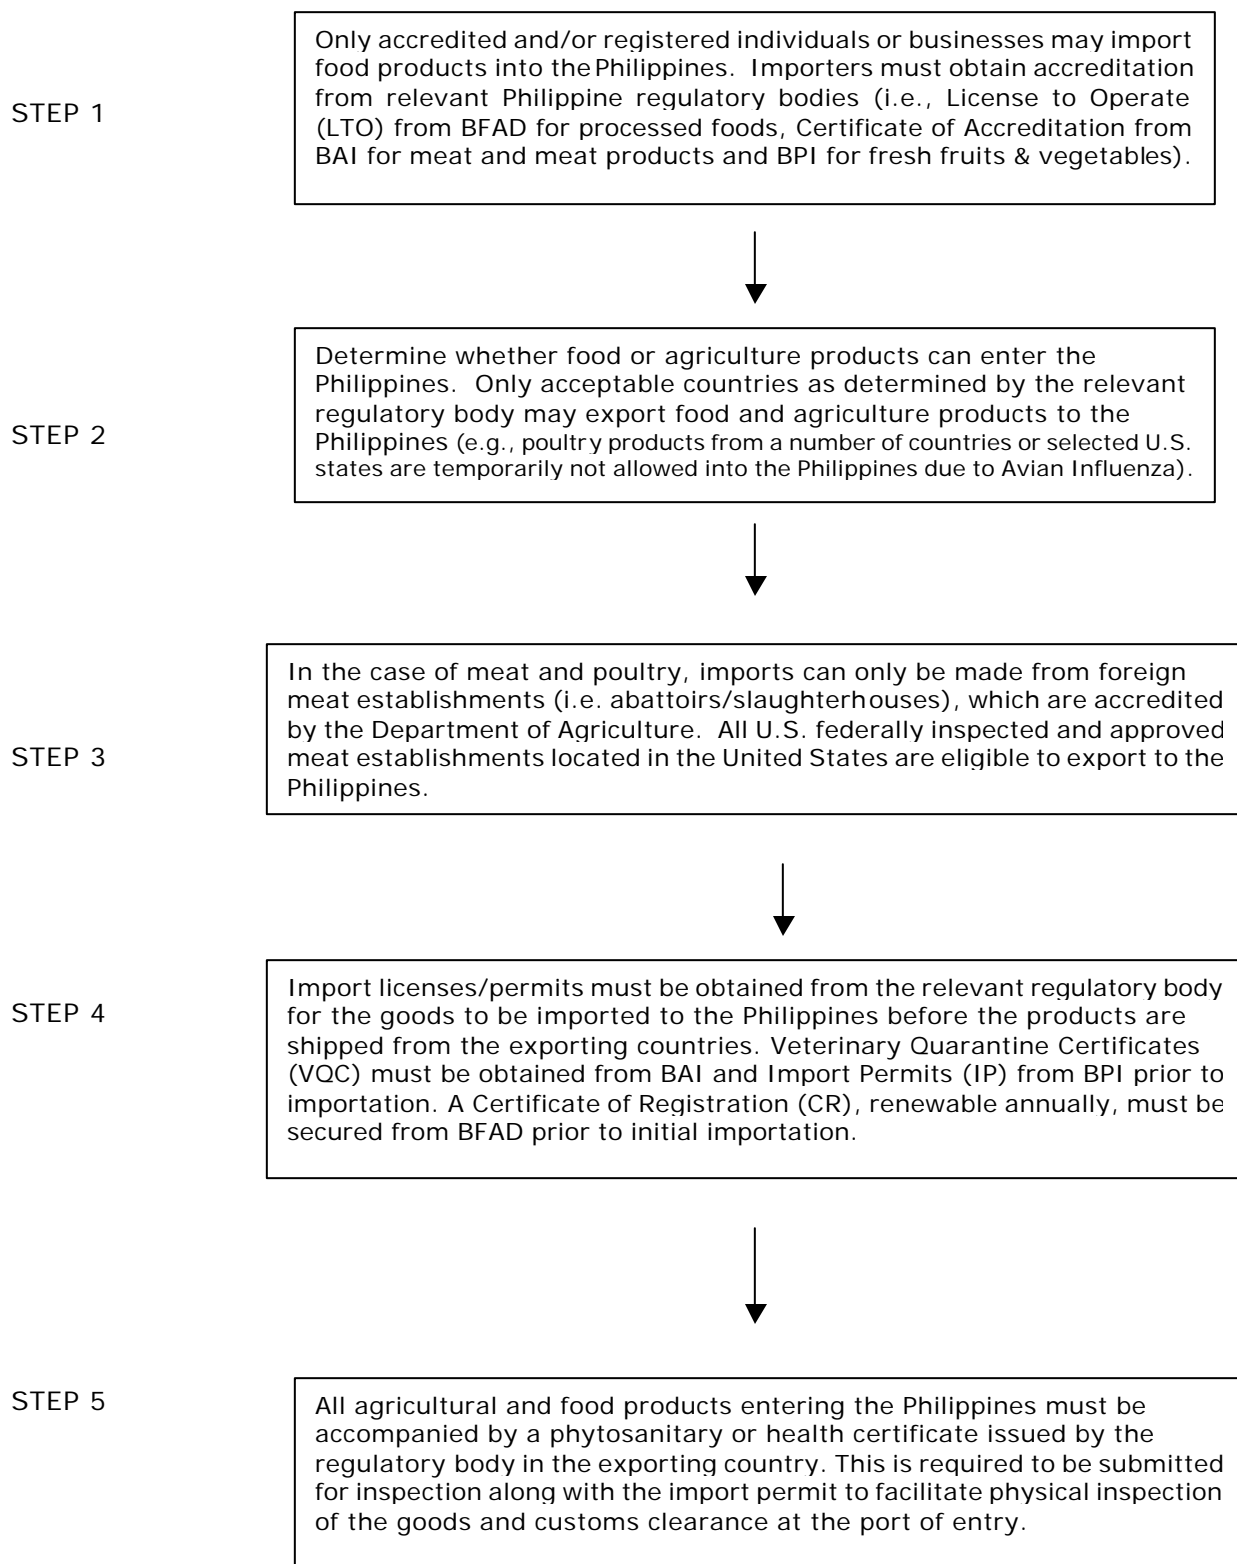 STEP 1
Only accredited and/or registered individuals or businesses may import
food products into the Philippines. Importers must obtain accreditation
from relevant Philippine regulatory bodies (i.e., License to Operate
(LTO) from BFAD for processed foods, Certificate of Accreditation from
BAI for meat and meat products and BPI for fresh fruits & vegetables).
STEP 2
Determine whether food or agriculture products can enter the
Philippines. Only acceptable countries as determined by the relevant
regulatory body may export food and agriculture products to the
Philippines (e.g., poultry products from a number of countries or selected U.S.
states are temporarily not allowed into the Philippines due to Avian Influenza).
STEP 3
In the case of meat and poultry, imports can only be made from foreign
meat establishments (i.e. abattoirs/slaughterhouses), which are accredited
by the Department of Agriculture. All U.S. federally inspected and approved
meat establishments located in the United States are eligible to export to the
Philippines.
STEP 4
Import licenses/permits must be obtained from the relevant regulatory body
for the goods to be imported to the Philippines before the products are
shipped from the exporting countries. Veterinary Quarantine Certificates
(VQC) must be obtained from BAI and Import Permits (IP) from BPI prior to
importation. A Certificate of Registration (CR), renewable annually, must be
secured from BFAD prior to initial importation.
STEP 5
All agricultural and food products entering the Philippines must be
accompanied by a phytosanitary or health certificate issued by the
regulatory body in the exporting country. This is required to be submitted
for inspection along with the import permit to facilitate physical inspection
of the goods and customs clearance at the port of entry.